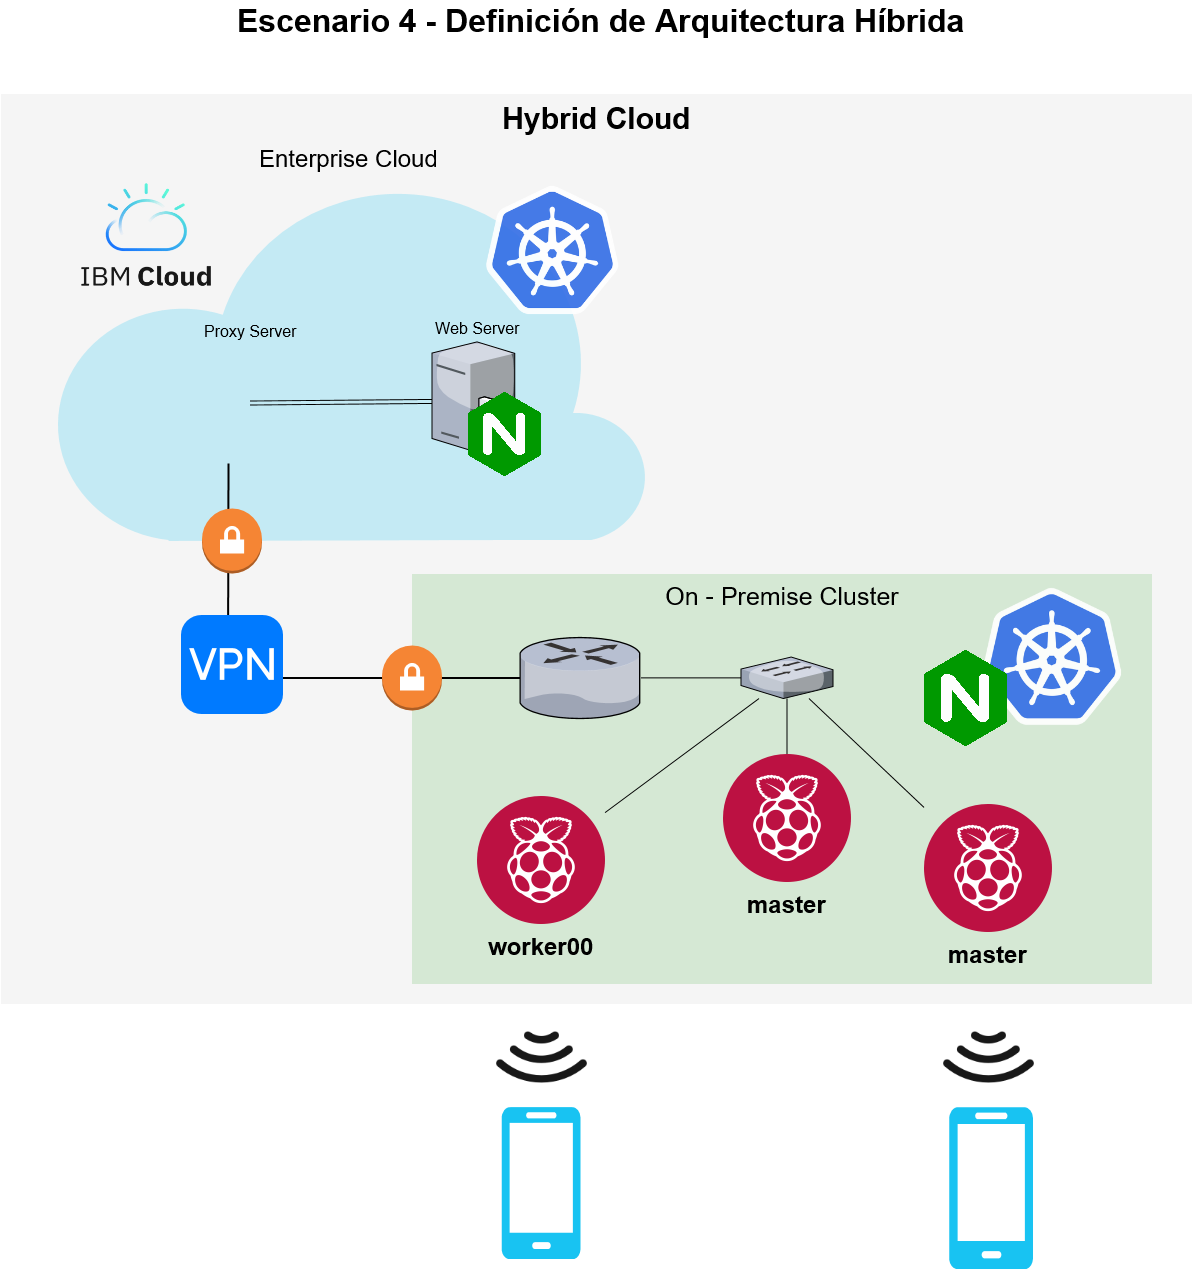 Escenario 4 - Definición de Arquitectura Híbrida
Hybrid Cloud
Enterprise Cloud
IBM Cloud
Proxy Server
Web Server
N
On - Premise Cluster
VPN
N
master
worker00
master